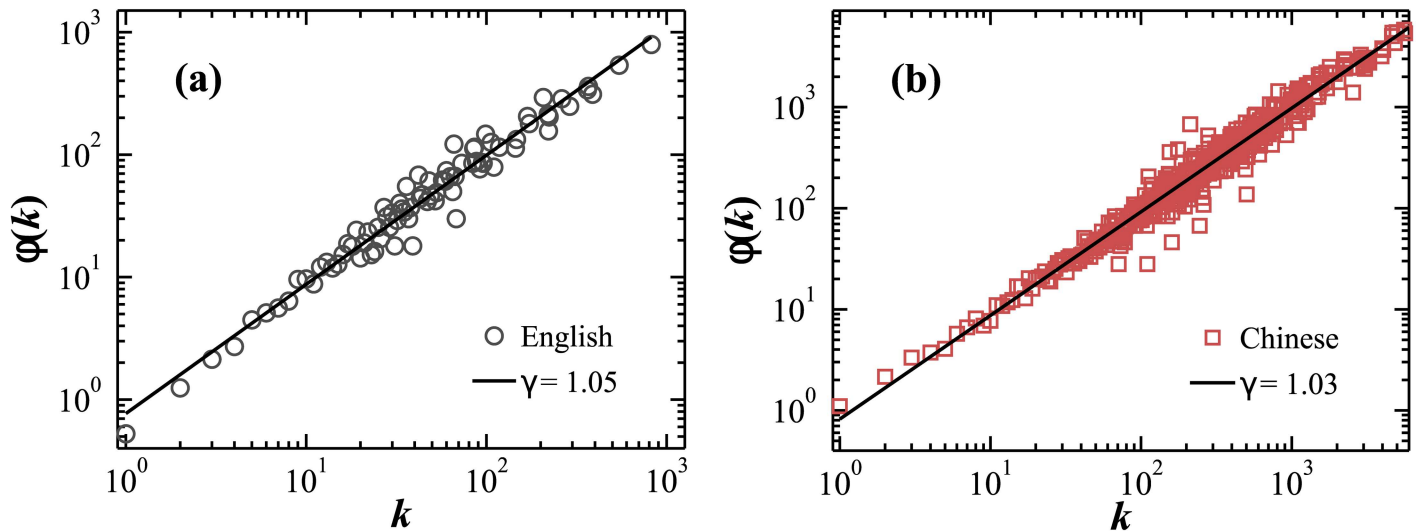 (a)
φ(k)
10³
10²
10¹
10⁰
English
γ = 1.05
10⁰ 10¹ 10² 10³
k
(b)
φ(k)
10³
10²
10¹
10⁰
Chinese
γ = 1.03
10⁰ 10¹ 10² 10³
k